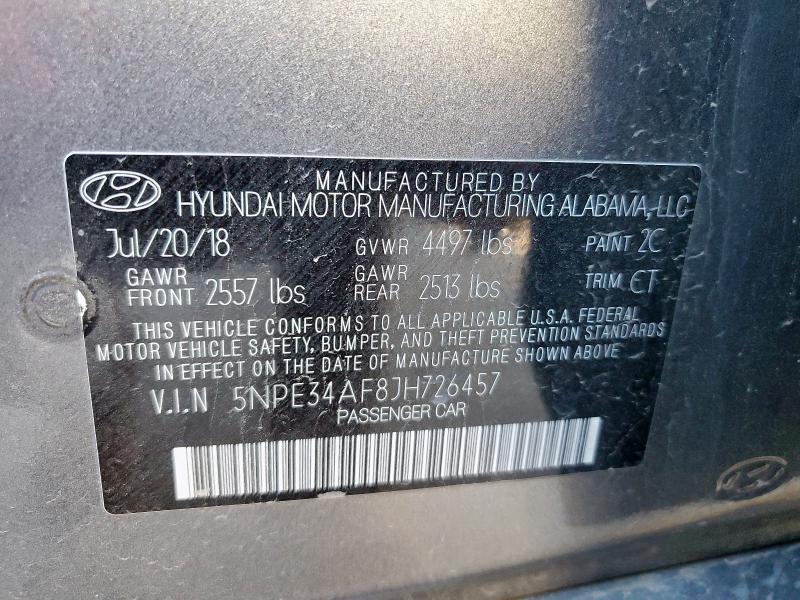 MANUFACTURED BY
HYUNDAI MOTOR MANUFACTURING ALABAMA, LLC
Jul/20/18 GVWR 4497 lbs PAINT 2C
GAWR FRONT 2557 lbs GAWR REAR 2513 lbs TRIM CT
THIS VEHICLE CONFORMS TO ALL APPLICABLE U.S.A. FEDERAL
MOTOR VEHICLE SAFETY, BUMPER, AND THEFT PREVENTION STANDARDS
IN EFFECT ON THE DATE OF MANUFACTURE SHOWN ABOVE
V.I.N 5NPE34AF8JH726457
PASSENGER CAR